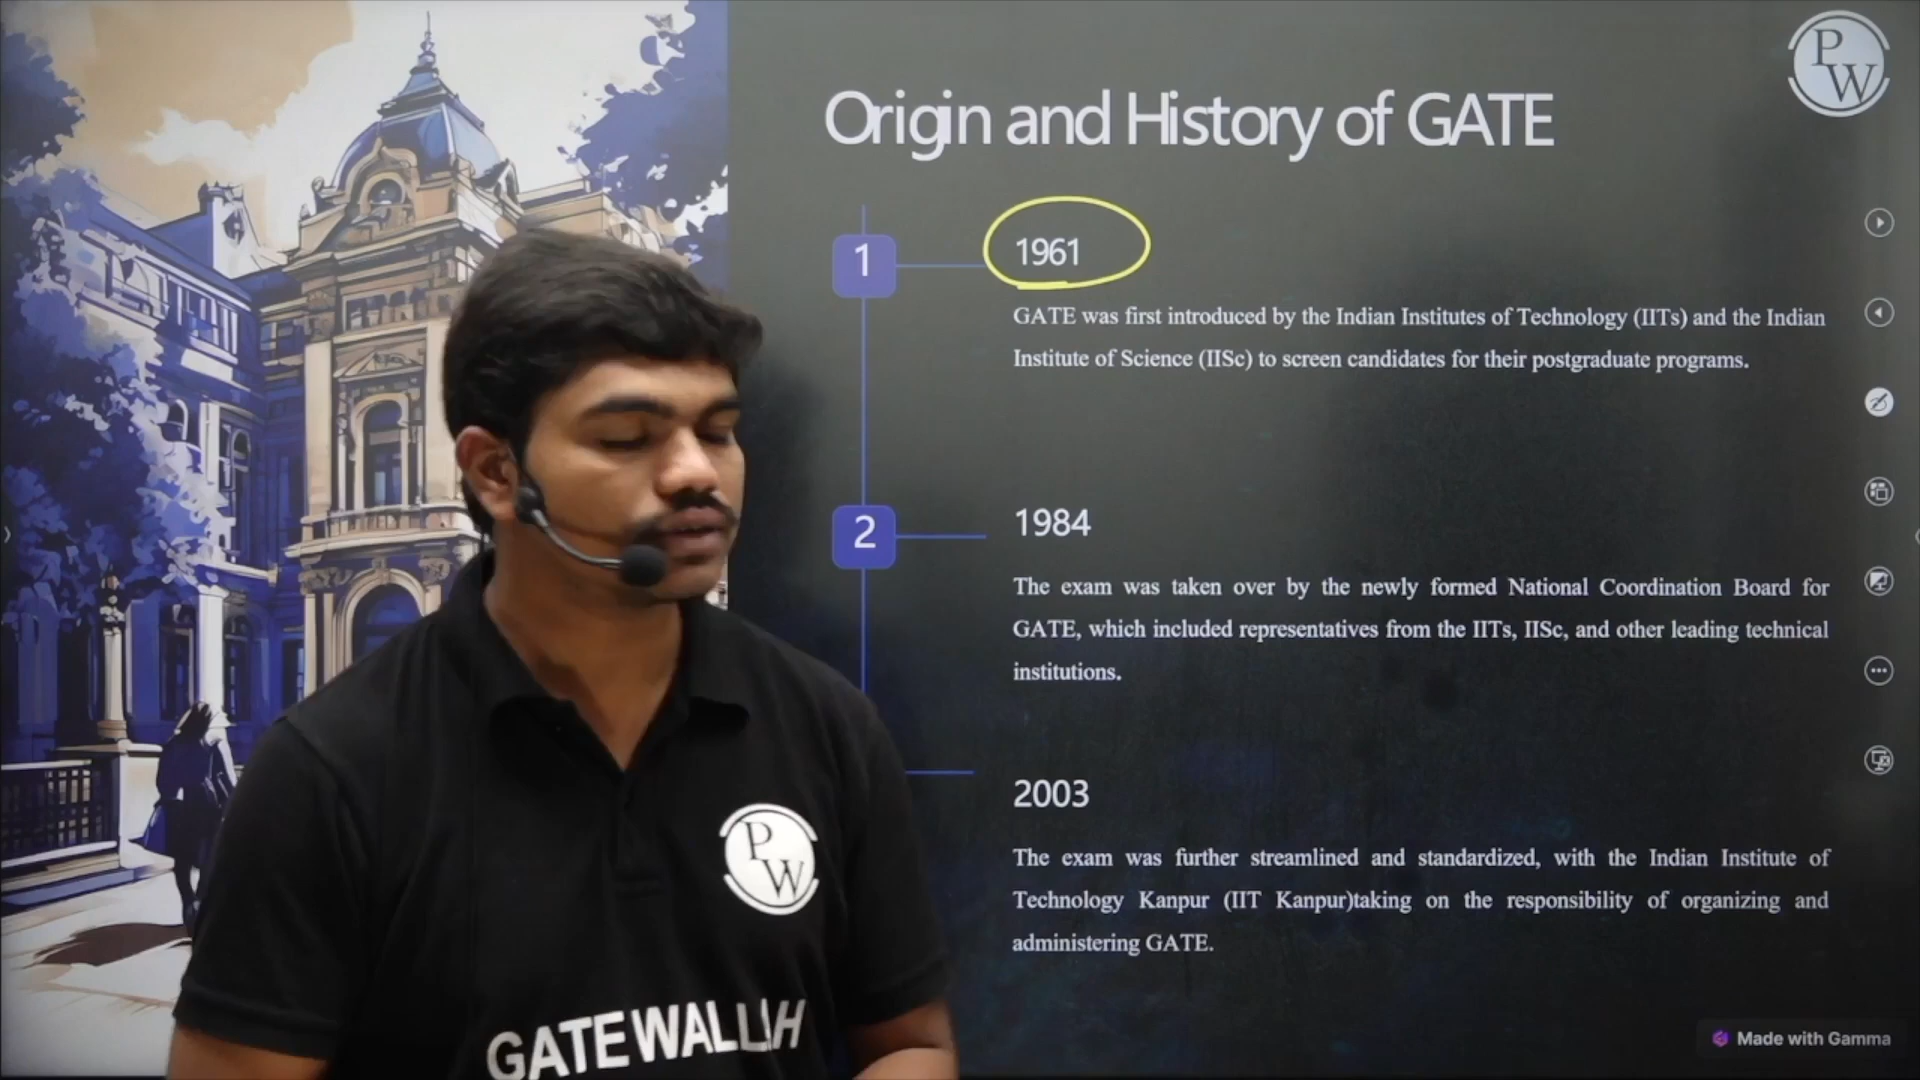 P
W
Origin and History of GATE
1
1961
GATE was first introduced by the Indian Institutes of Technology (IITs) and the Indian
Institute of Science (IISc) to screen candidates for their postgraduate programs.
2
1984
The exam was taken over by the newly formed National Coordination Board for
GATE, which included representatives from the IITs, IISc, and other leading technical
institutions.
2003
The exam was further streamlined and standardized, with the Indian Institute of
Technology Kanpur (IIT Kanpur)taking on the responsibility of organizing and
administering GATE.
P
W
GATE WALLAH
Made with Gamma